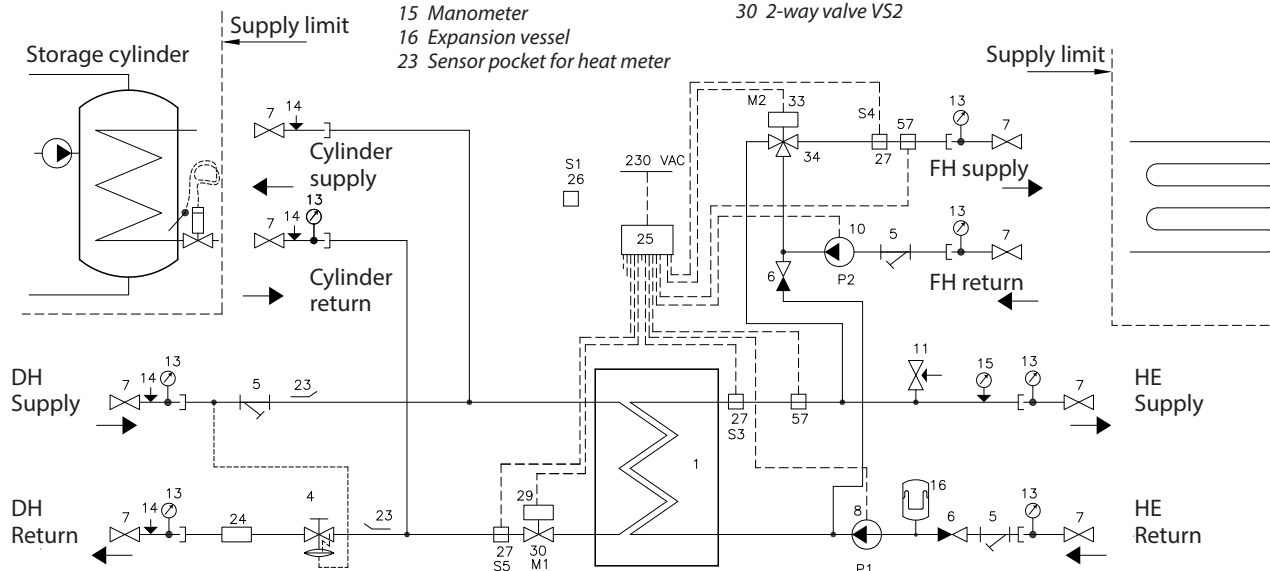 15 Manometer
16 Expansion vessel
23 Sensor pocket for heat meter
30 2-way valve VS2
Supply limit
Storage cylinder
Supply limit
7
14
Cylinder
supply
7
14
13
Cylinder
return
S1
26
230 VAC
25
M2
33
34
S4
27
57
13
7
FH supply
10
P2
5
13
7
6
FH return
DH
Supply
7
14
13
5
23
27
S3
57
11
15
13
7
HE
Supply
1
DH
Return
7
14
13
24
4
23
27
S5
29
30
M1
8
P1
16
6
5
13
7
HE
Return